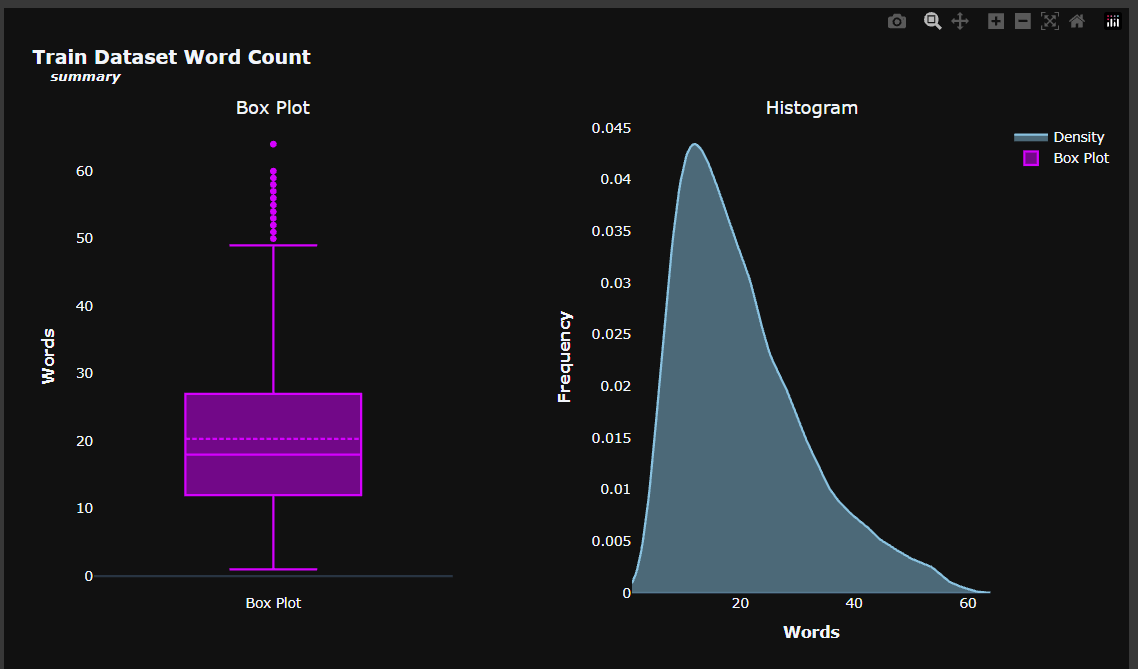 Train Dataset Word Count
summary
Box Plot
60
50
40
30
20
10
0
Words
Box Plot
Histogram
0.045
0.04
0.035
0.03
0.025
0.02
0.015
0.01
0.005
0
Frequency
20 40 60
Words
Density
Box Plot